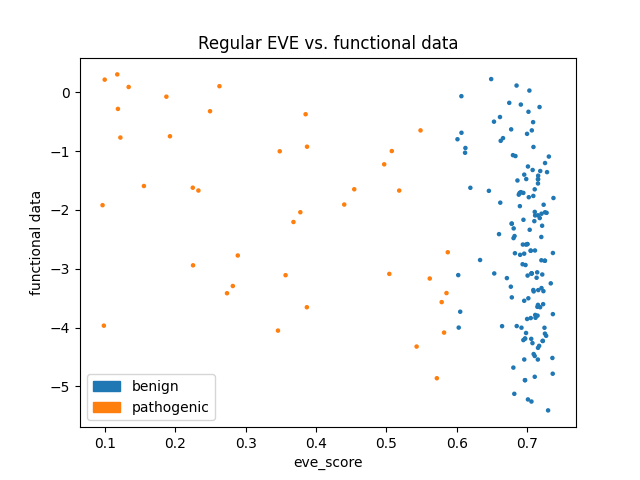 Regular EVE vs. functional data
functional data
0
−1
−2
−3
−4
−5
benign
pathogenic
0.1
0.2
0.3
0.4
0.5
0.6
0.7
eve_score